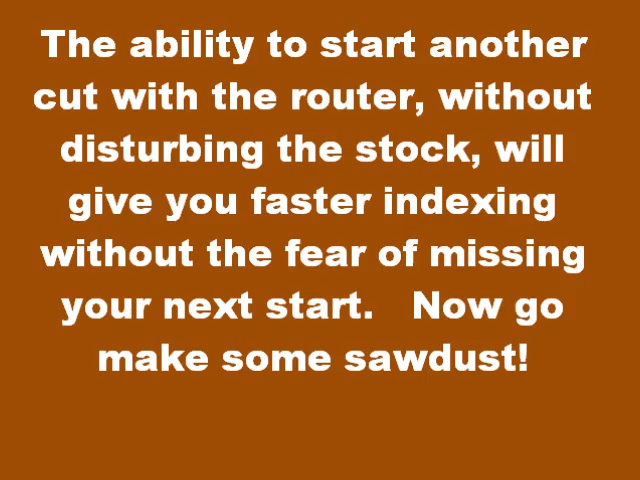 The ability to start another
cut with the router, without
disturbing the stock, will
give you faster indexing
without the fear of missing
your next start.   Now go
make some sawdust!